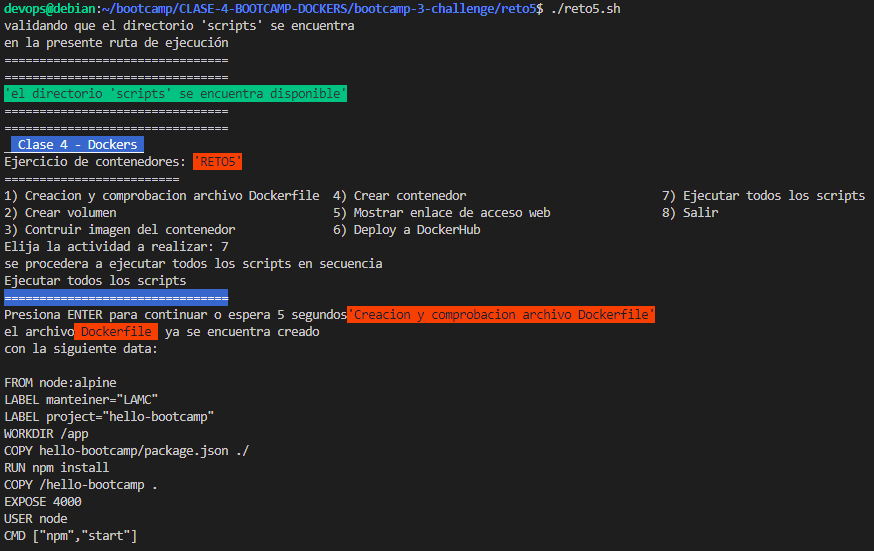 devops@debian:~/bootcamp/CLASE-4-BOOTCAMP-DOCKERS/bootcamp-3-challenge/reto5$ ./reto5.sh
validando que el directorio 'scripts' se encuentra
en la presente ruta de ejecución
================================
================================
'el directorio 'scripts' se encuentra disponible'
================================
================================
Clase 4 - Dockers
Ejercicio de contenedores: 'RETO5'
=========================
1) Creacion y comprobacion archivo Dockerfile  4) Crear contenedor  7) Ejecutar todos los scripts
2) Crear volumen  5) Mostrar enlace de acceso web  8) Salir
3) Contruir imagen del contenedor  6) Deploy a DockerHub
Elija la actividad a realizar: 7
se procedera a ejecutar todos los scripts en secuencia
Ejecutar todos los scripts
================================
Presiona ENTER para continuar o espera 5 segundos'Creacion y comprobacion archivo Dockerfile'
el archivo Dockerfile  ya se encuentra creado
con la siguiente data:
FROM node:alpine
LABEL manteiner="LAMC"
LABEL project="hello-bootcamp"
WORKDIR /app
COPY hello-bootcamp/package.json ./
RUN npm install
COPY /hello-bootcamp .
EXPOSE 4000
USER node
CMD ["npm","start"]